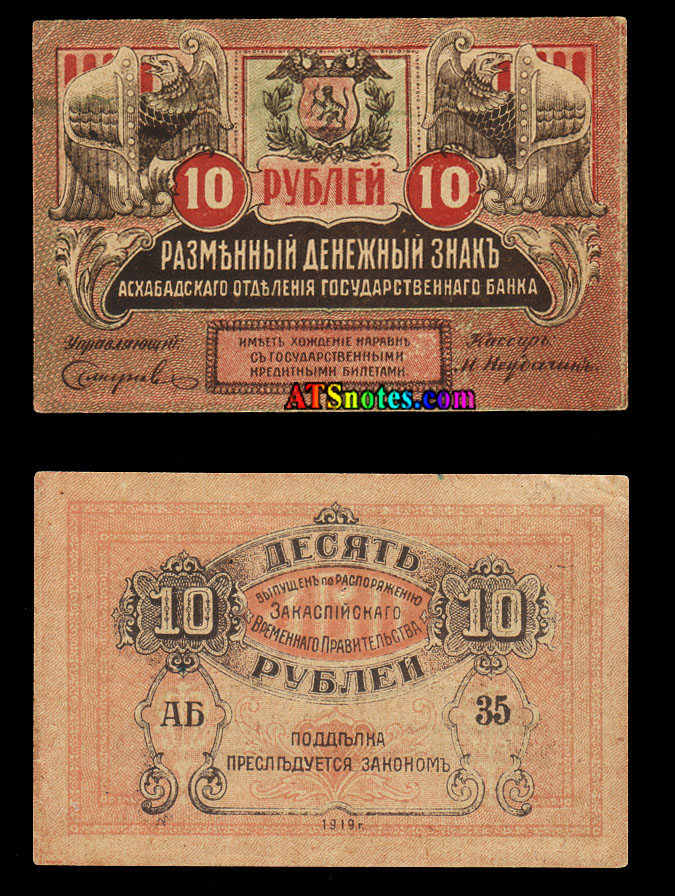 10 РУБЛЕЙ 10
РАЗМѢННЫЙ ДЕНЕЖНЫЙ ЗНАКЪ
АСХАБАДСКАГО ОТДѢЛЕНІЯ ГОСУДАРСТВЕННАГО БАНКА
Управляющій:
ИМѢЕТЪ ХОЖДЕНІЕ НАРАВНѢ
СЪ ГОСУДАРСТВЕННЫМИ
КРЕДИТНЫМИ БИЛЕТАМИ.
Кассиръ
ATSnotes.com
ДЕСЯТЬ
ВЫПУЩЕНЪ по РАСПОРЯЖЕНІЮ
ЗАКАСПІЙСКАГО
ВРЕМЕННАГО ПРАВИТЕЛЬСТВА
10 10
РУБЛЕЙ
АБ 35
ПОДДѢЛКА
ПРЕСЛѢДУЕТСЯ ЗАКОНОМЪ
1919 г.